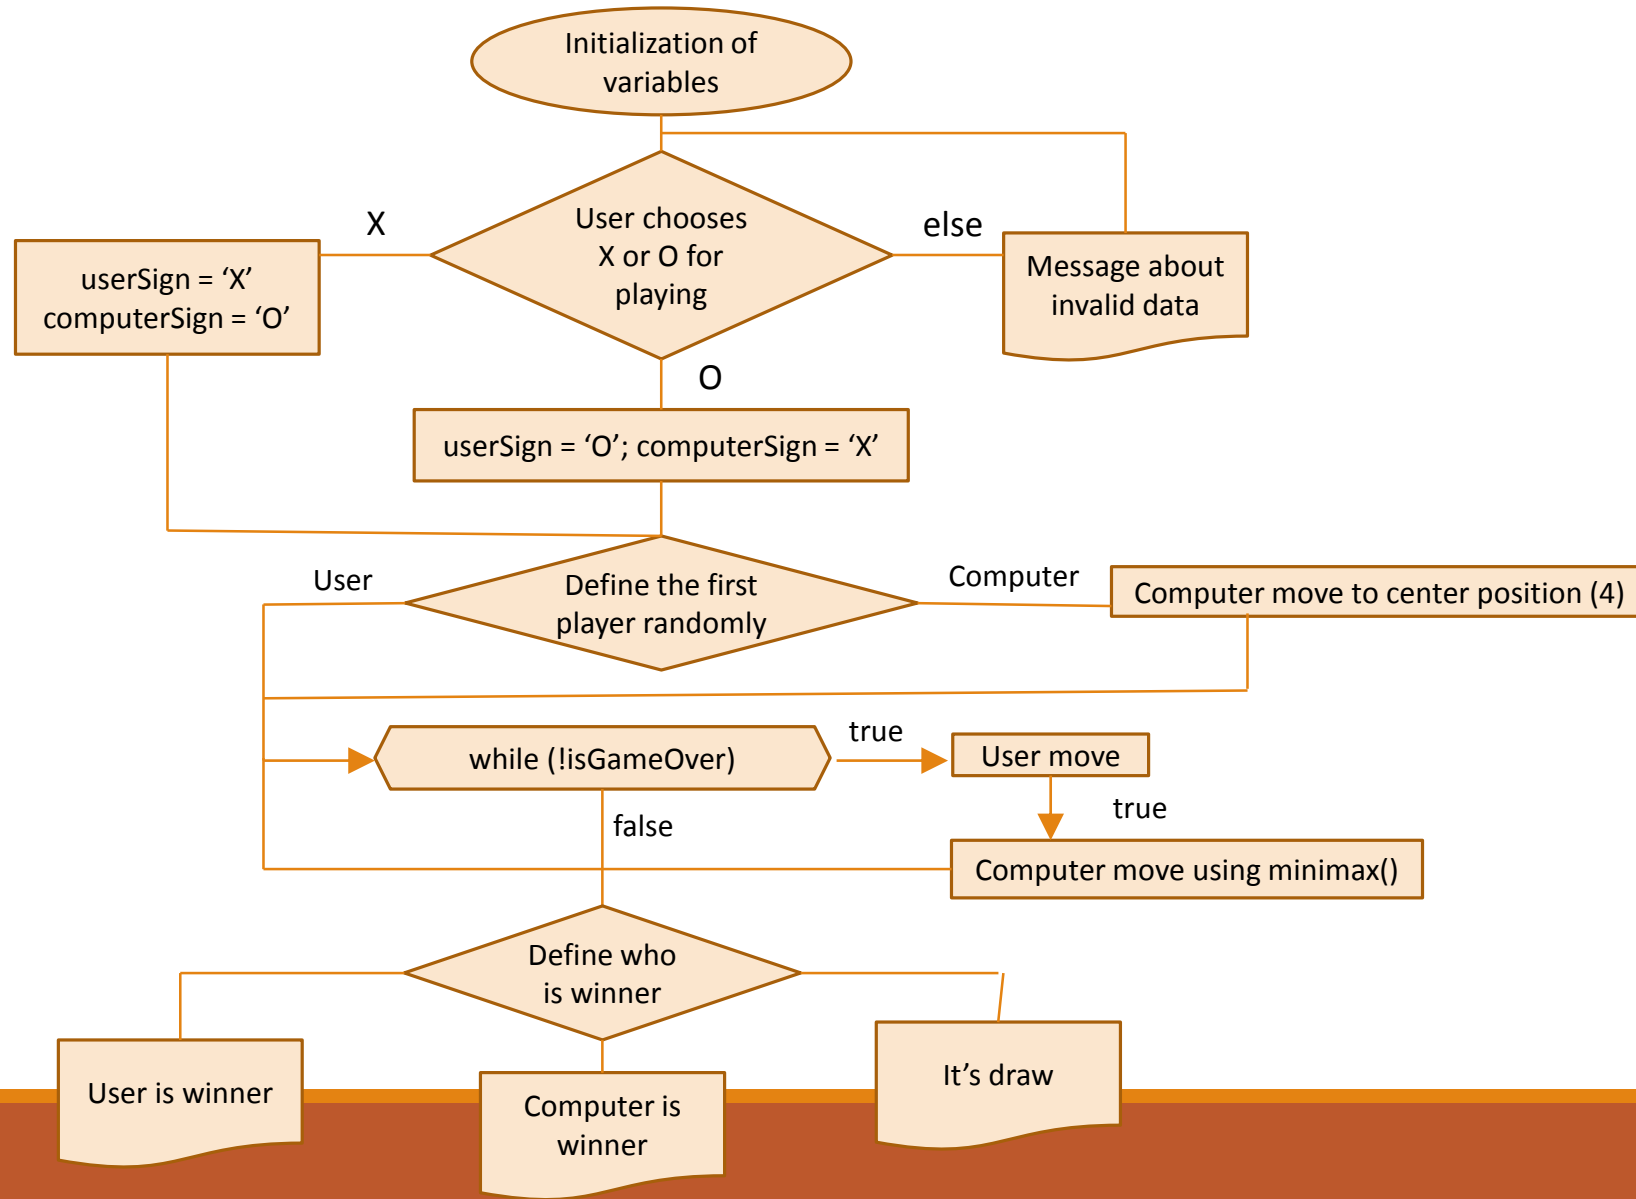 Initialization of
variables
X
User chooses
X or O for
playing
else
userSign = ‘X’
computerSign = ‘O’
Message about
invalid data
O
userSign = ‘O’; computerSign = ‘X’
User
Define the first
player randomly
Computer
Computer move to center position (4)
while (!isGameOver)
true
User move
true
false
Computer move using minimax()
Define who
is winner
User is winner
Computer is
winner
It’s draw